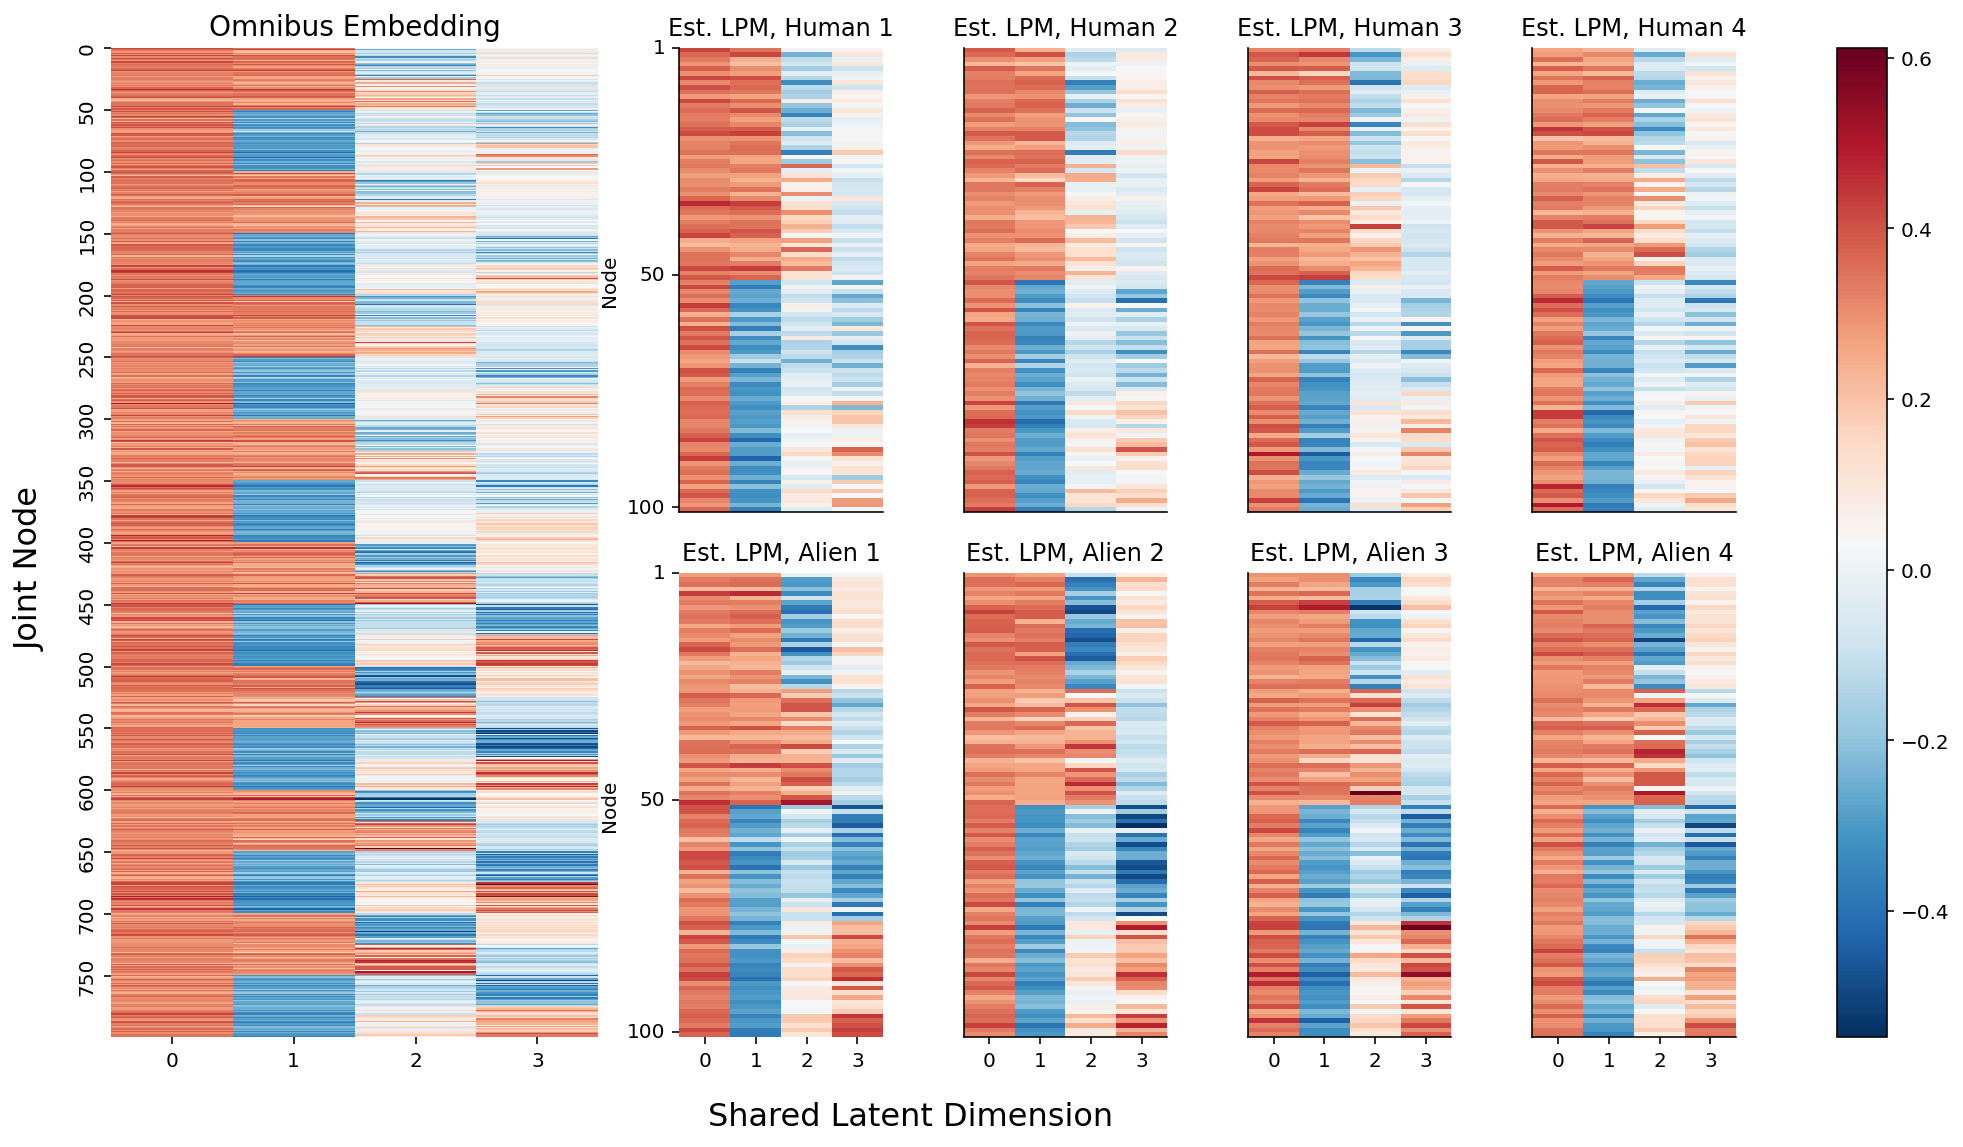 Omnibus Embedding
Est. LPM, Human 1
Est. LPM, Human 2
Est. LPM, Human 3
Est. LPM, Human 4
Joint Node
0
50
100
150
200
250
300
350
400
450
500
550
600
650
700
750
0 1 2 3
Node
1
50
100
Est. LPM, Alien 1
Est. LPM, Alien 2
Est. LPM, Alien 3
Est. LPM, Alien 4
Node
1
50
100
0 1 2 3
0 1 2 3
0 1 2 3
0 1 2 3
Shared Latent Dimension
0.6
0.4
0.2
0.0
−0.2
−0.4